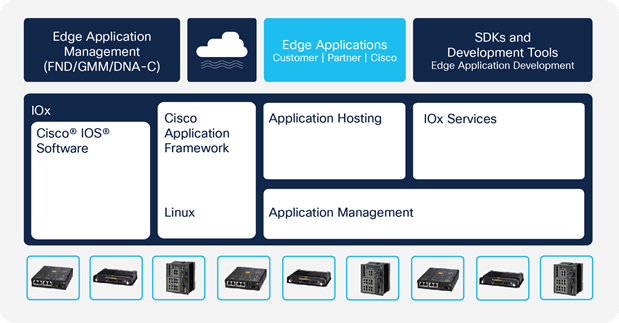 Edge Application
Management
(FND/GMM/DNA-C)
Edge Applications
Customer | Partner | Cisco
SDKs and
Development Tools
Edge Application Development
IOx
Cisco® IOS®
Software
Cisco
Application
Framework
Linux
Application Hosting
IOx Services
Application Management